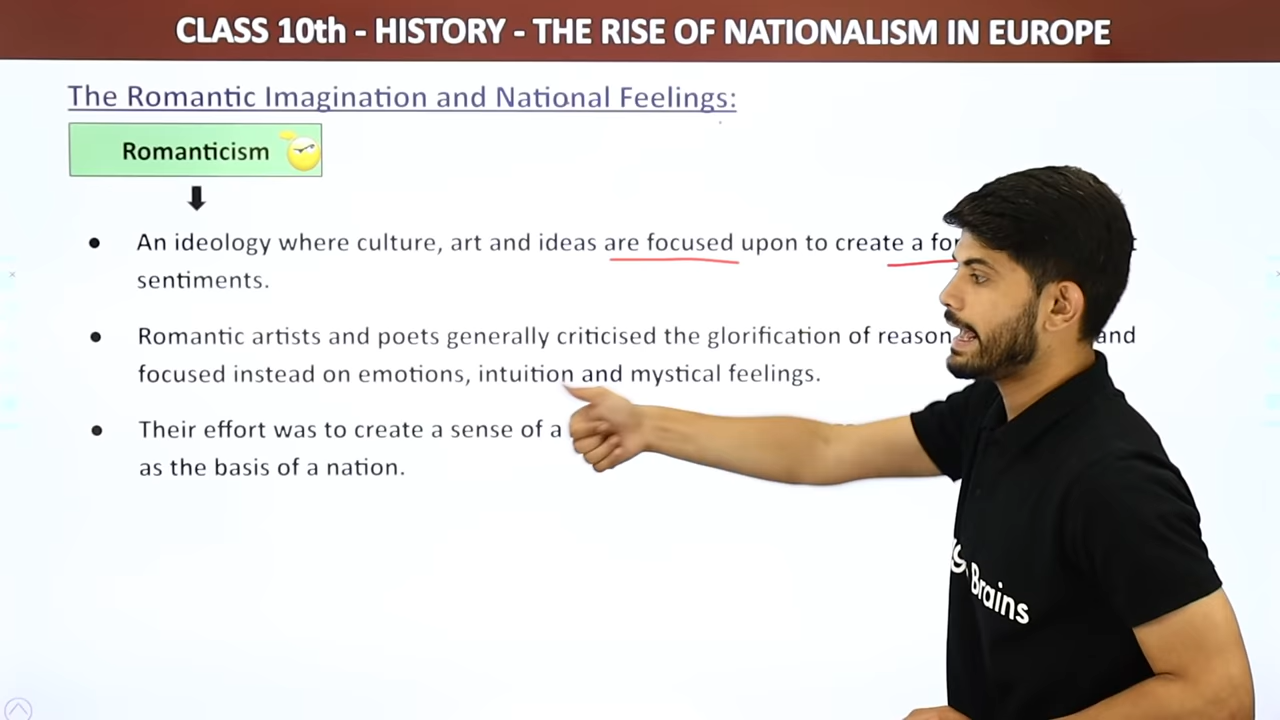 CLASS 10th - HISTORY - THE RISE OF NATIONALISM IN EUROPE
The Romantic Imagination and National Feelings:
Romanticism
An ideology where culture, art and ideas are focused upon to create a
sentiments.
Romantic artists and poets generally criticised the glorification of reason and
focused instead on emotions, intuition and mystical feelings.
Their effort was to create a sense of a
as the basis of a nation.
Brains